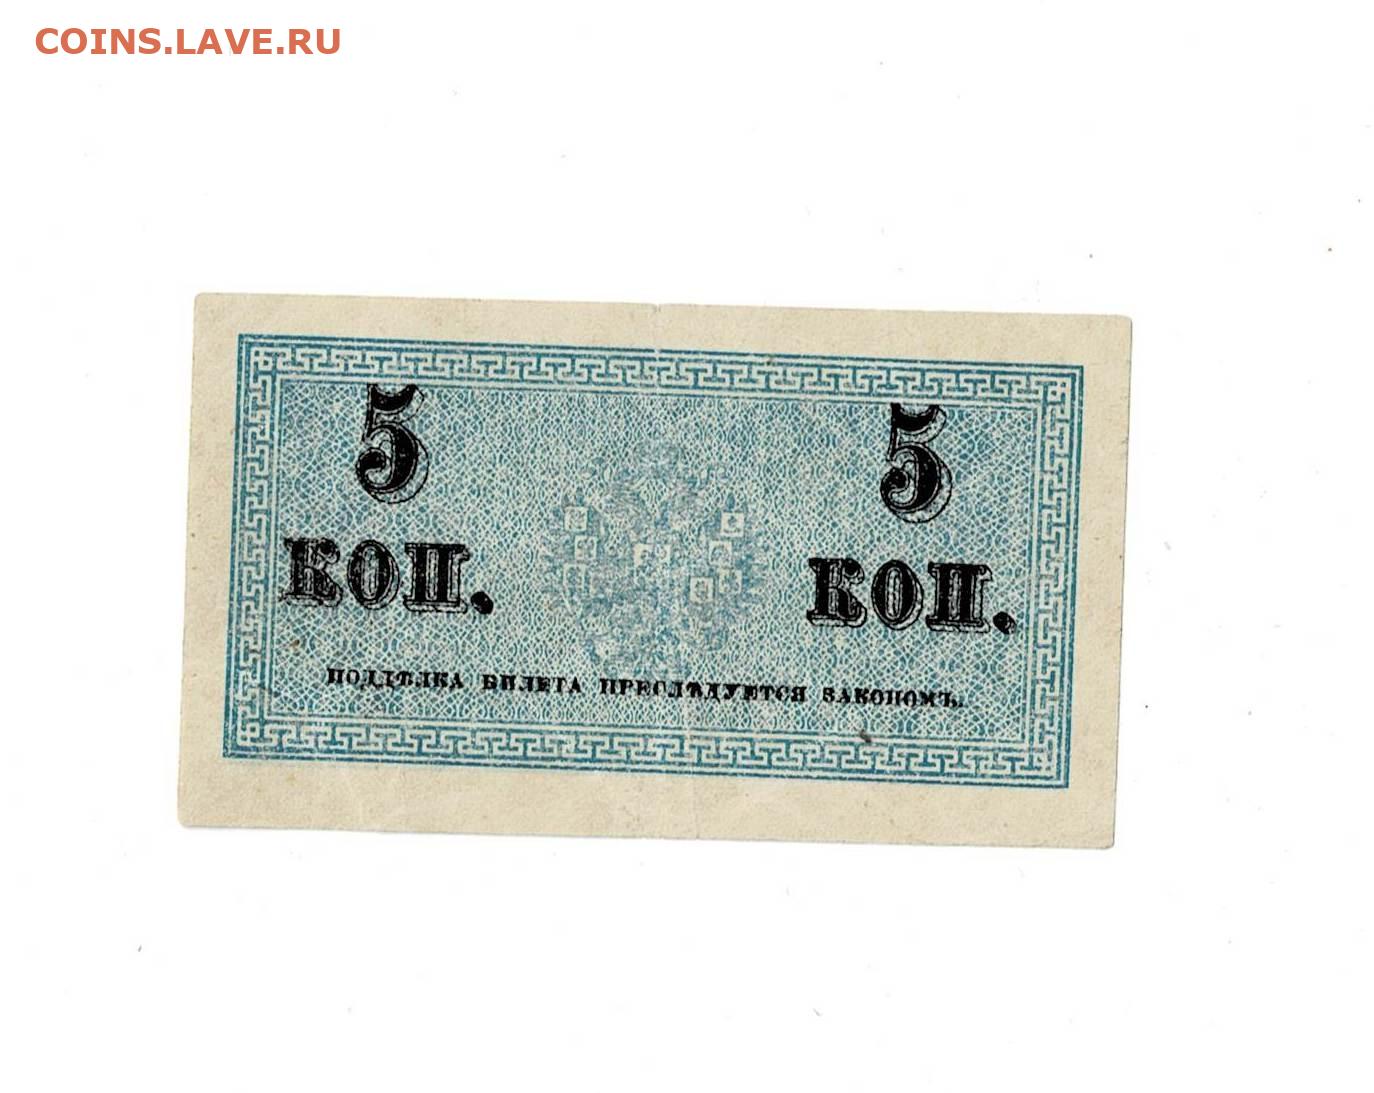 COINS.LAVE.RU
5 5
КОП. КОП.
ПОДДѢЛКА БИЛЕТА ПРЕСЛѢДУЕТСЯ ЗАКОНОМЪ.